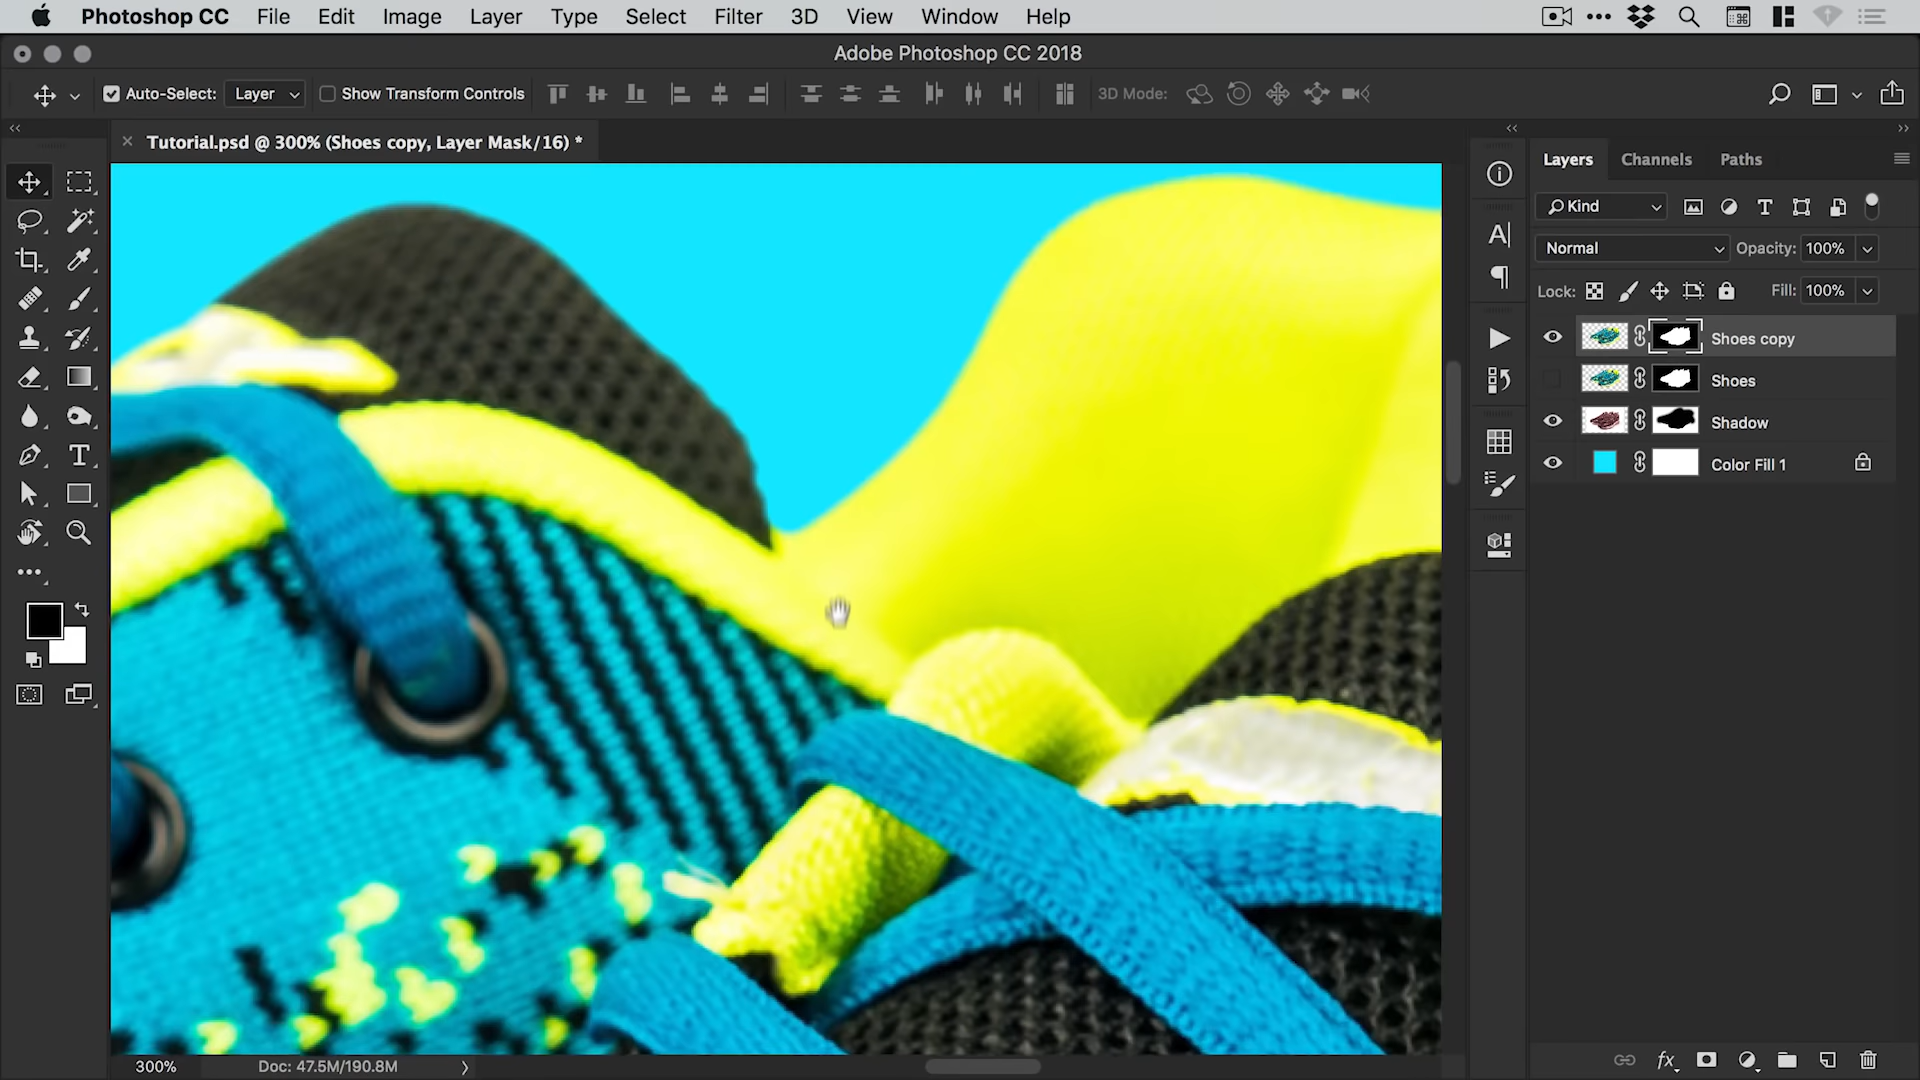 Photoshop CC File Edit Image Layer Type Select Filter 3D View Window Help
Adobe Photoshop CC 2018
Auto-Select: Layer Show Transform Controls 3D Mode:
Tutorial.psd @ 300% (Shoes copy, Layer Mask/16) *
Layers Channels Paths
Kind
Normal Opacity: 100%
Lock: Fill: 100%
Shoes copy
Shoes
Shadow
Color Fill 1
300% Doc: 47.5M/190.8M
fx